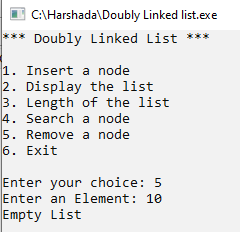 C:\Harshada\Doubly Linked list.exe
*** Doubly Linked List ***
1. Insert a node
2. Display the list
3. Length of the list
4. Search a node
5. Remove a node
6. Exit
Enter your choice: 5
Enter an Element: 10
Empty List